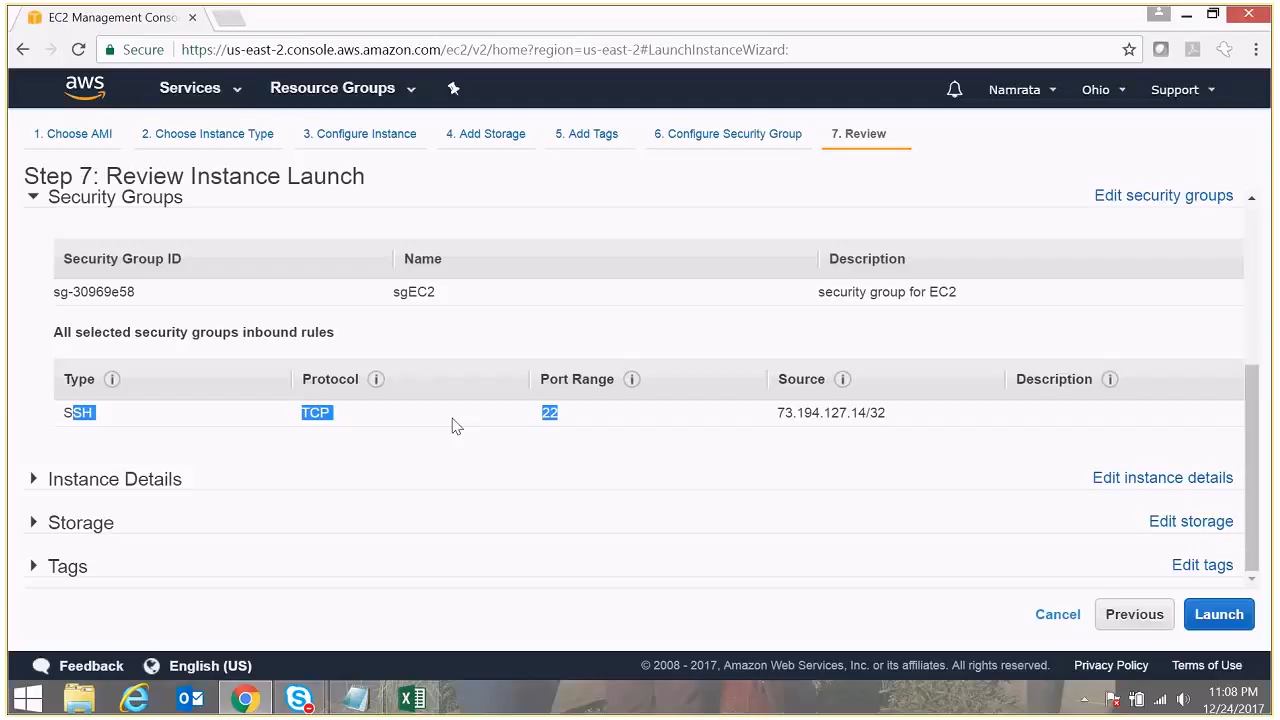 EC2 Management Conso
Secure https://us-east-2.console.aws.amazon.com/ec2/v2/home?region=us-east-2#LaunchInstanceWizard:
aws Services Resource Groups Namrata Ohio Support
1. Choose AMI 2. Choose Instance Type 3. Configure Instance 4. Add Storage 5. Add Tags 6. Configure Security Group 7. Review
Step 7: Review Instance Launch
Security Groups Edit security groups
Security Group ID Name Description
sg-30969e58 sgEC2 security group for EC2
All selected security groups inbound rules
Type Protocol Port Range Source Description
SSH TCP 22 73.194.127.14/32
Instance Details Edit instance details
Storage Edit storage
Tags Edit tags
Cancel Previous Launch
Feedback English (US) © 2008 - 2017, Amazon Web Services, Inc. or its affiliates. All rights reserved. Privacy Policy Terms of Use
11:08 PM
12/24/2017